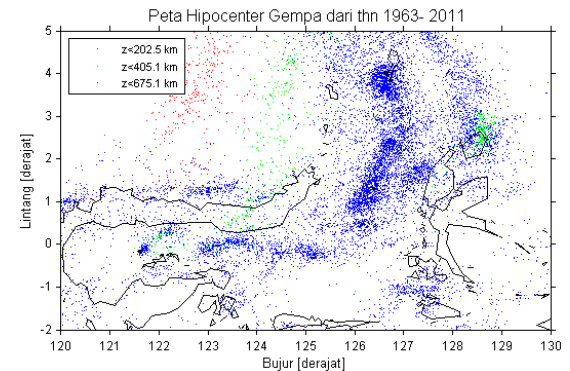 Peta Hipocenter Gempa dari thn 1963- 2011
z<202.5 km
z<405.1 km
z<675.1 km
Lintang [derajat]
5
4
3
2
1
0
-1
-2
120 121 122 123 124 125 126 127 128 129 130
Bujur [derajat]